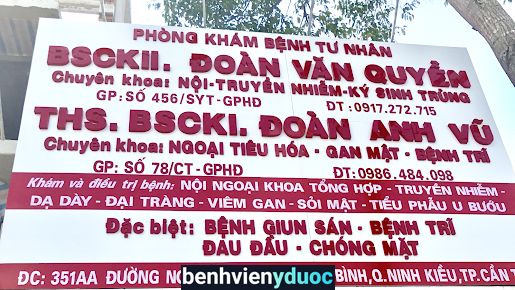 PHÒNG KHÁM BỆNH TƯ NHÂN
BSCKII. ĐOÀN VĂN QUYỀN
Chuyên khoa: NỘI-TRUYỀN NHIỄM-KÝ SINH TRÙNG
GP:SỐ 456/SYT-GPHĐ ĐT:0917.272.715
THS. BSCKI. ĐOÀN ANH VŨ
Chuyên khoa: NGOẠI TIÊU HÓA - GAN MẬT - BỆNH TRĨ
GP: SỐ 78/CT-GPHĐ ĐT:0986.484.098
Khám và điều trị bệnh: NỘI NGOẠI KHOA TỔNG HỢP - TRUYỀN NHIỄM-
DẠ DÀY - ĐẠI TRÀNG - VIÊM GAN - SỎI MẬT - TIỂU PHẪU U BƯỚU
Đặc biệt: BỆNH GIUN SÁN - BỆNH TRĨ
ĐAU ĐẦU - CHÓNG MẶT
ĐC: 351AA ĐƯỜNG BÌNH,Q.NINH KIỀU,TP.CẦN
benhvienyduoc